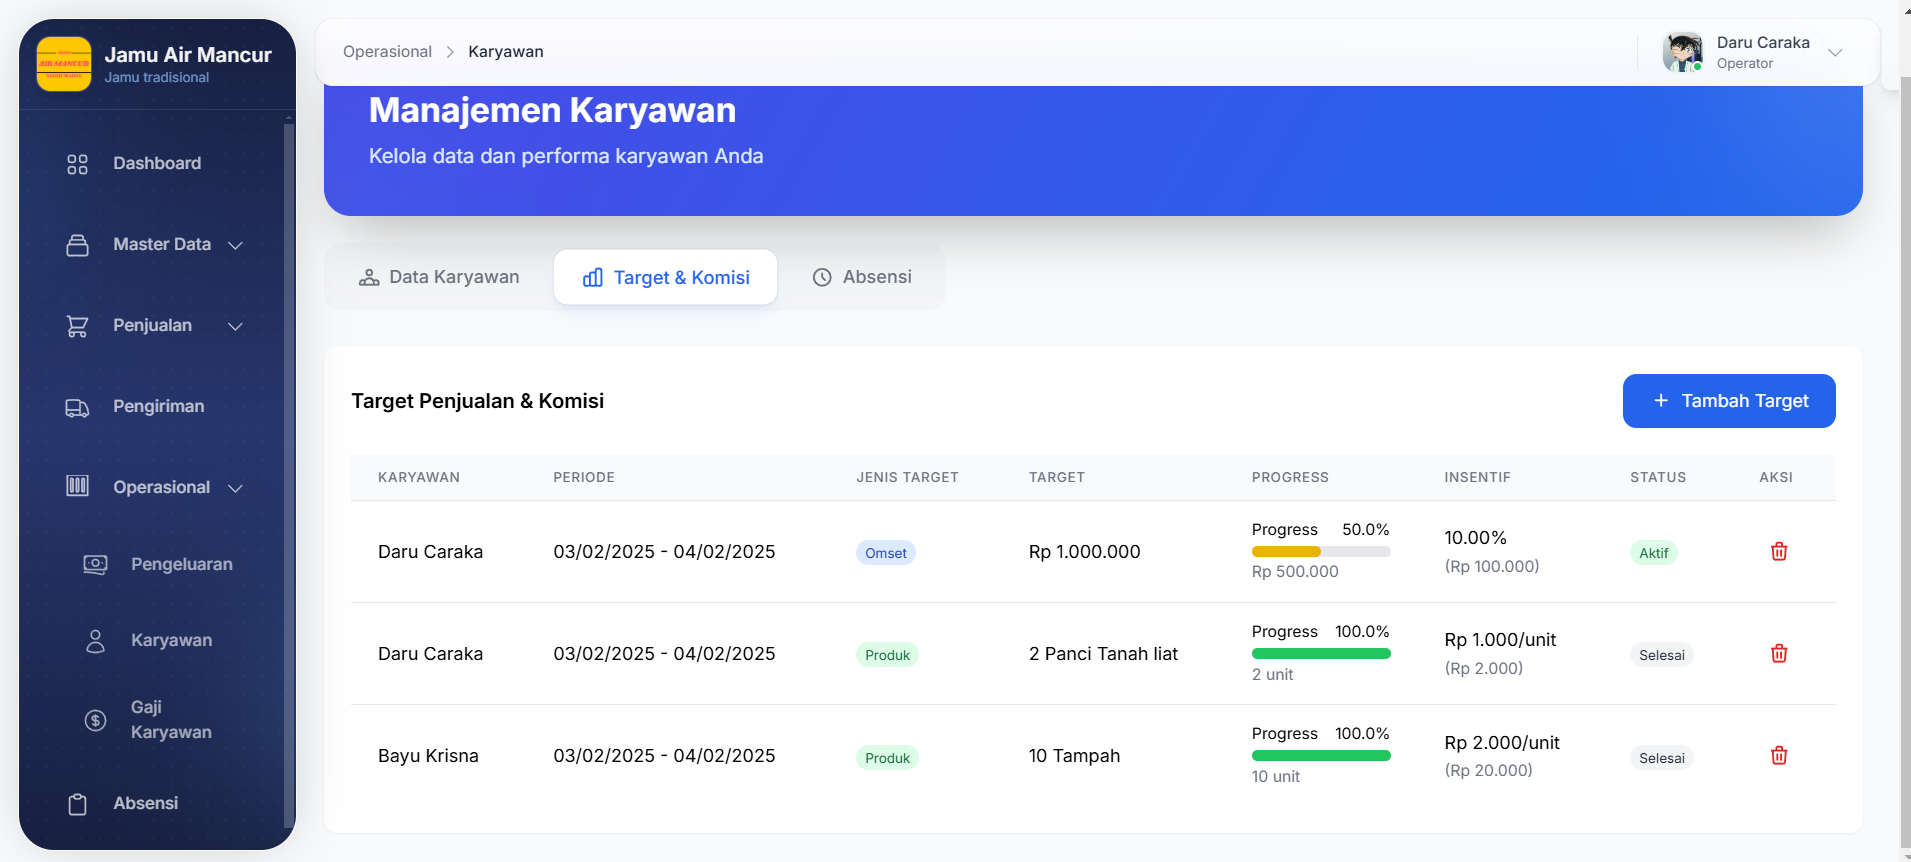 AIR MANCUR
Jamu Air Mancur
Jamu tradisional
Dashboard
Master Data
Penjualan
Pengiriman
Operasional
Pengeluaran
Karyawan
Gaji
Karyawan
Absensi
Operasional > Karyawan
Daru Caraka
Operator
Manajemen Karyawan
Kelola data dan performa karyawan Anda
Data Karyawan
Target & Komisi
Absensi
Target Penjualan & Komisi
+ Tambah Target
KARYAWAN PERIODE JENIS TARGET TARGET PROGRESS INSENTIF STATUS AKSI
Daru Caraka 03/02/2025 - 04/02/2025 Omset Rp 1.000.000 Progress 50.0% Rp 500.000 10.00% (Rp 100.000) Aktif
Daru Caraka 03/02/2025 - 04/02/2025 Produk 2 Panci Tanah liat Progress 100.0% 2 unit Rp 1.000/unit (Rp 2.000) Selesai
Bayu Krisna 03/02/2025 - 04/02/2025 Produk 10 Tampah Progress 100.0% 10 unit Rp 2.000/unit (Rp 20.000) Selesai